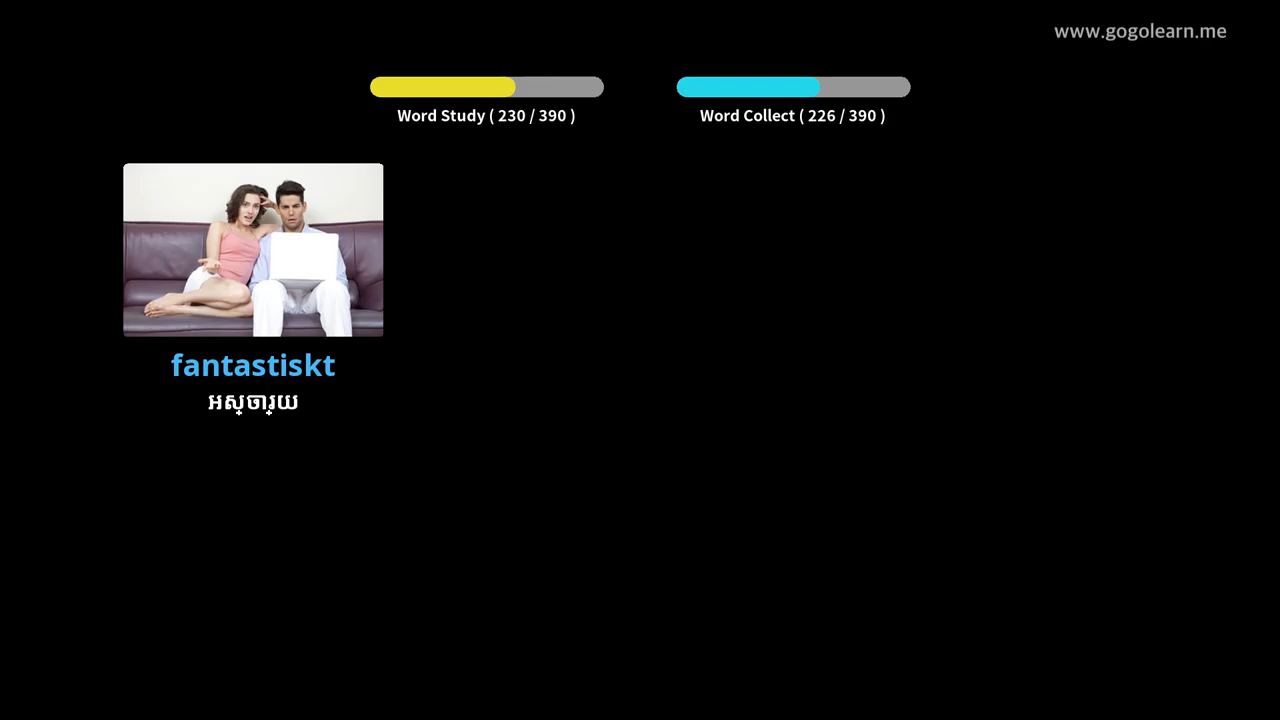 www.gogolearn.me
Word Study ( 230 / 390 )
Word Collect ( 226 / 390 )
fantastiskt
អស្ចារ្យ